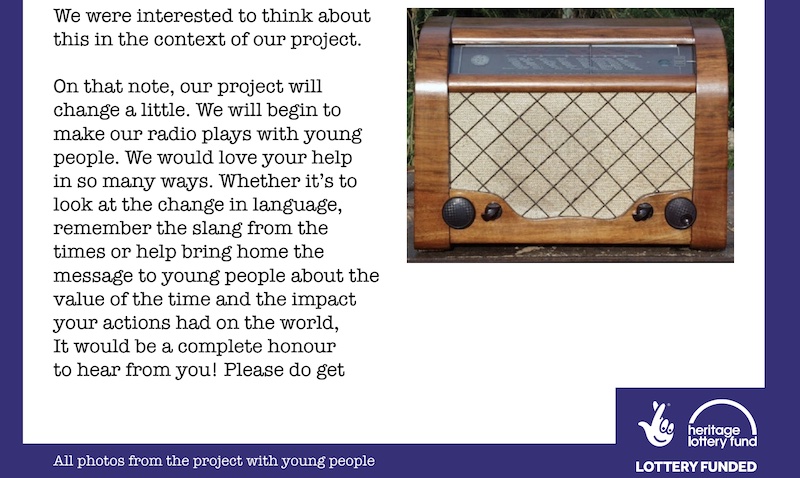 We were interested to think about
this in the context of our project.
On that note, our project will
change a little. We will begin to
make our radio plays with young
people. We would love your help
in so many ways. Whether it's to
look at the change in language,
remember the slang from the
times or help bring home the
message to young people about the
value of the time and the impact
your actions had on the world,
It would be a complete honour
to hear from you! Please do get
All photos from the project with young people
heritage
lottery fund
LOTTERY FUNDED